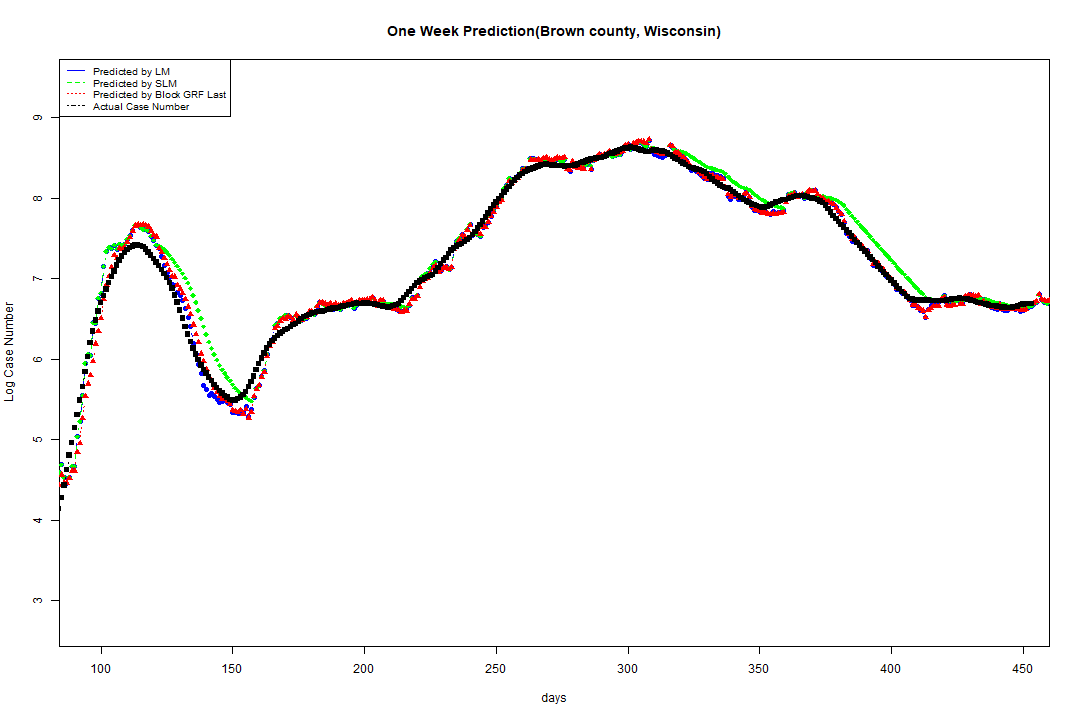 One Week Prediction(Brown county, Wisconsin)
Predicted by LM
Predicted by SLM
Predicted by Block GRF Last
Actual Case Number
9
8
7
6
5
4
3
Log Case Number
100 150 200 250 300 350 400 450
days